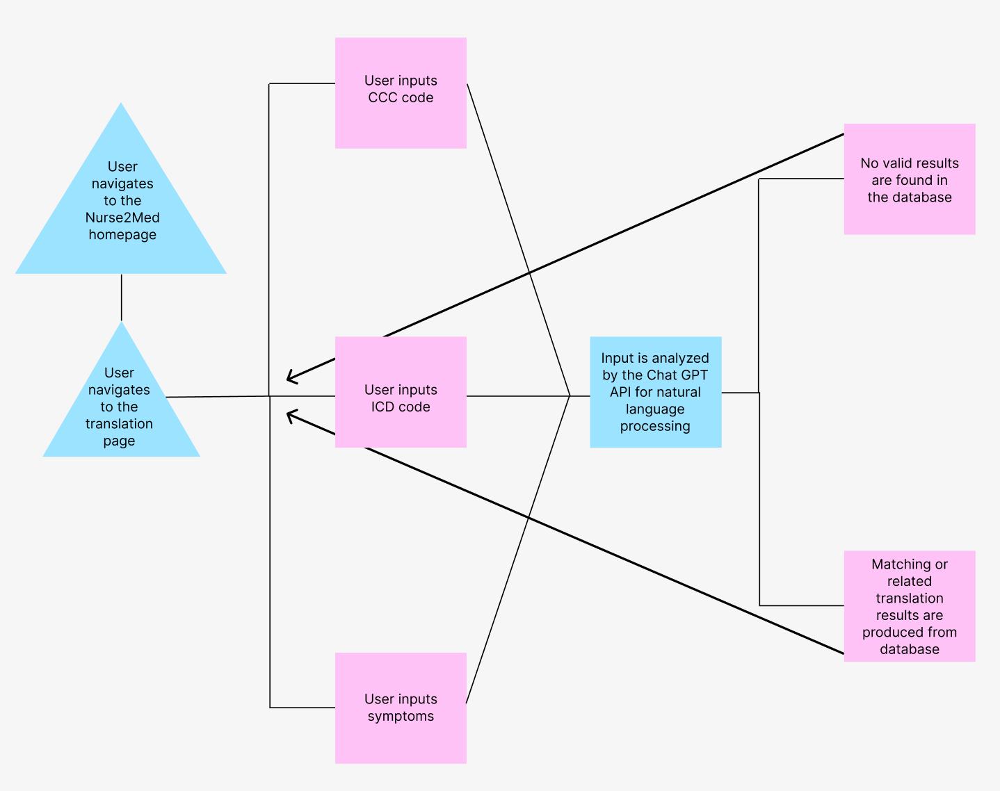 User
navigates
to the
Nurse2Med
homepage
User
navigates
to the
translation
page
User inputs
CCC code
User inputs
ICD code
User inputs
symptoms
Input is analyzed
by the Chat GPT
API for natural
language
processing
No valid results
are found in
the database
Matching or
related
translation
results are
produced from
database